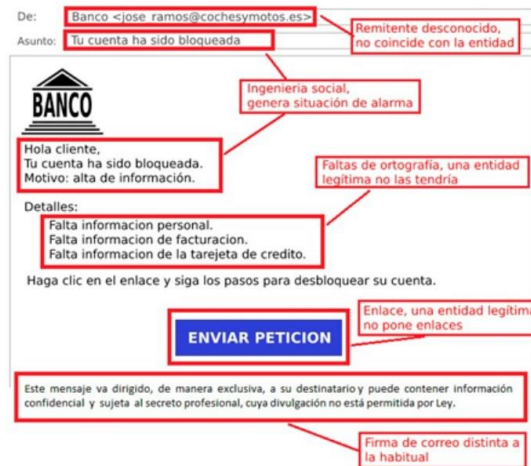 De: Banco <jose_ramos@cochesymotos.es>
Remitente desconocido,
no coincide con la entidad
Asunto: Tu cuenta ha sido bloqueada
Ingenieria social,
genera situación de alarma
BANCO
Hola cliente,
Tu cuenta ha sido bloqueada.
Motivo: alta de información.
Faltas de ortografía, una entidad
legítima no las tendría
Detalles:
Falta informacion personal.
Falta informacion de facturacion.
Falta informacion de la tarejeta de credito.
Haga clic en el enlace y siga los pasos para desbloquear su cuenta.
ENVIAR PETICION
Enlace, una entidad legítima
no pone enlaces
Este mensaje va dirigido, de manera exclusiva, a su destinatario y puede contener información
confidencial y sujeta al secreto profesional, cuya divulgación no está permitida por Ley.
Firma de correo distinta a
la habitual